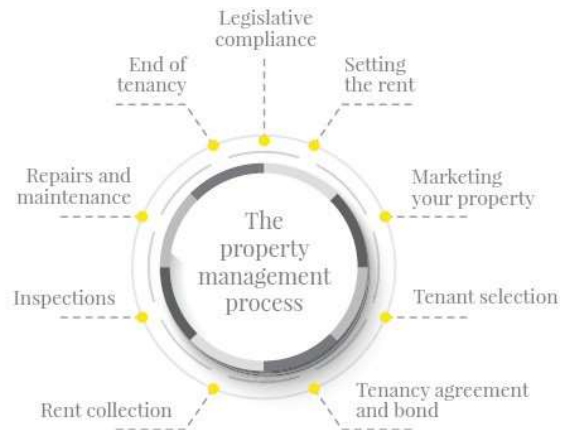 Legislative
compliance
Setting
the rent
Marketing
your property
Tenant selection
Tenancy agreement
and bond
Rent collection
Inspections
Repairs and
maintenance
End of
tenancy
The
property
management
process